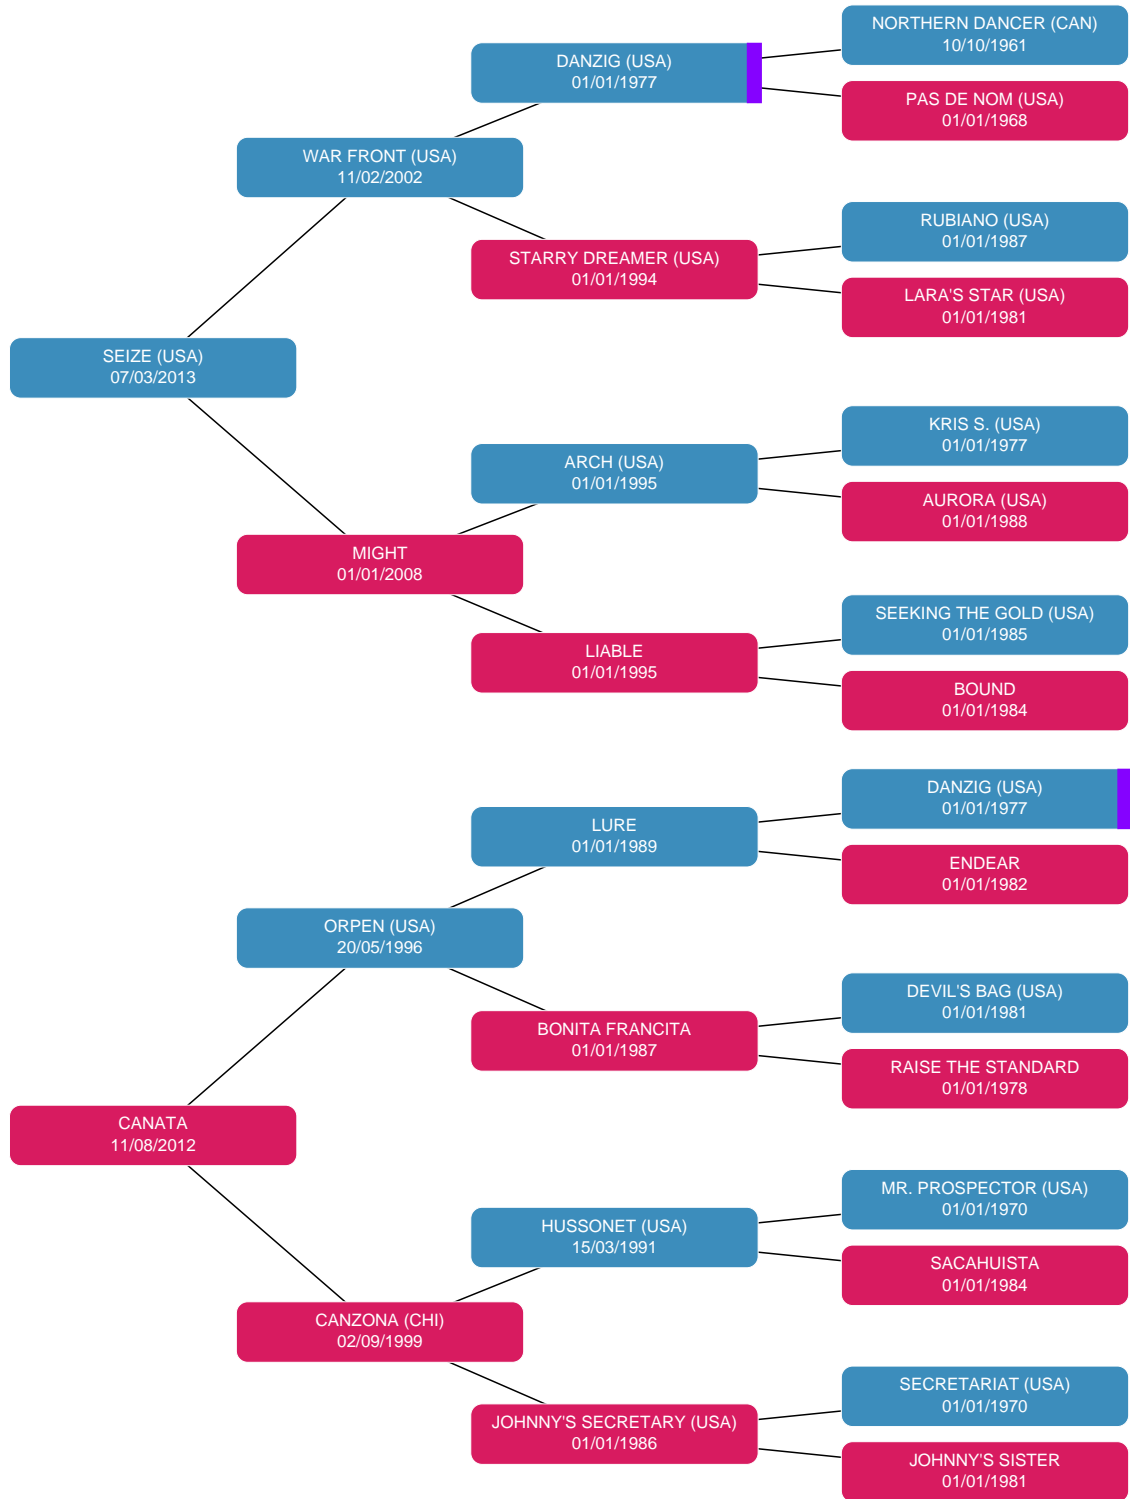 NORTHERN DANCER (CAN)
10/10/1961
DANZIG (USA)
01/01/1977
PAS DE NOM (USA)
01/01/1968
WAR FRONT (USA)
11/02/2002
RUBIANO (USA)
01/01/1987
STARRY DREAMER (USA)
01/01/1994
LARA'S STAR (USA)
01/01/1981
SEIZE (USA)
07/03/2013
KRIS S. (USA)
01/01/1977
ARCH (USA)
01/01/1995
AURORA (USA)
01/01/1988
MIGHT
01/01/2008
SEEKING THE GOLD (USA)
01/01/1985
LIABLE
01/01/1995
BOUND
01/01/1984
DANZIG (USA)
01/01/1977
LURE
01/01/1989
ENDEAR
01/01/1982
ORPEN (USA)
20/05/1996
DEVIL'S BAG (USA)
01/01/1981
BONITA FRANCITA
01/01/1987
RAISE THE STANDARD
01/01/1978
CANATA
11/08/2012
MR. PROSPECTOR (USA)
01/01/1970
HUSSONET (USA)
15/03/1991
SACAHUISTA
01/01/1984
CANZONA (CHI)
02/09/1999
SECRETARIAT (USA)
01/01/1970
JOHNNY'S SECRETARY (USA)
01/01/1986
JOHNNY'S SISTER
01/01/1981